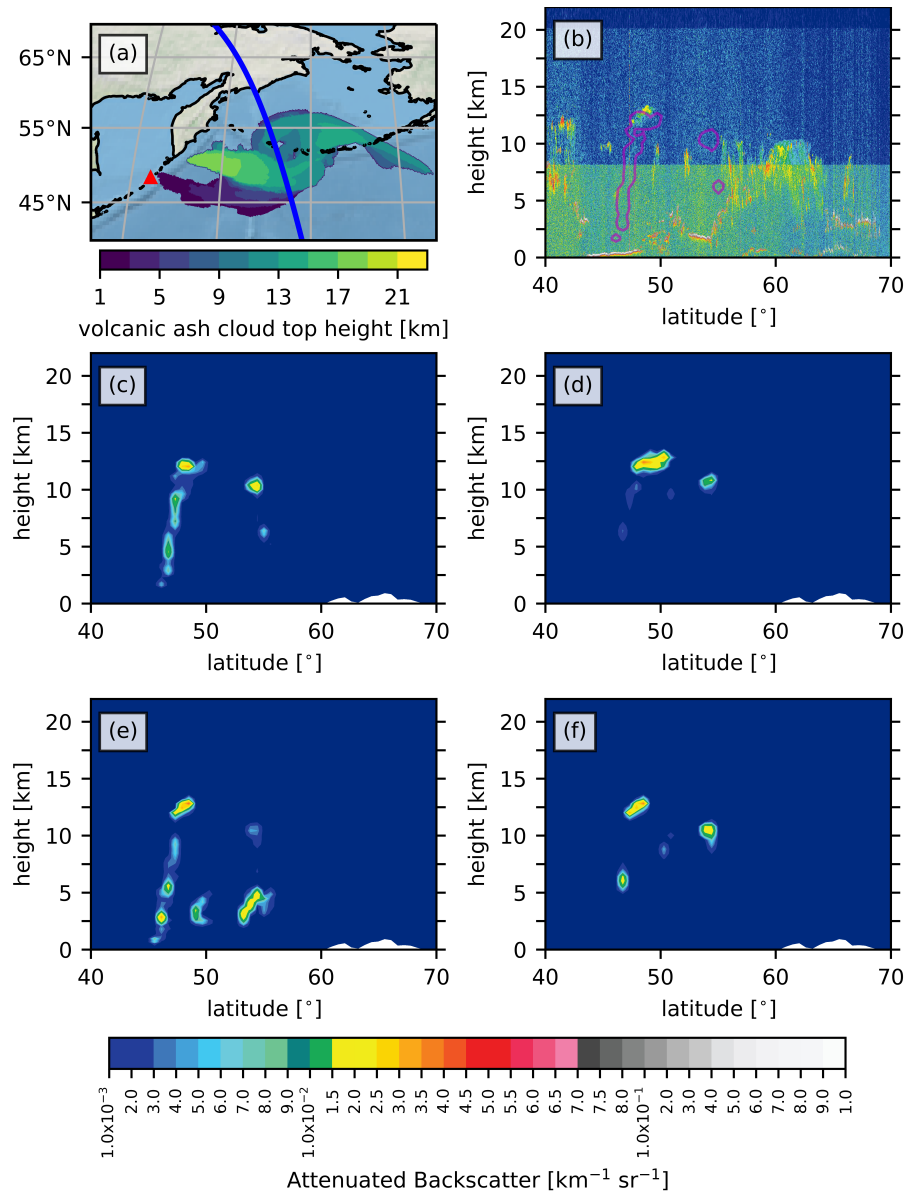 (a)
65°N
55°N
45°N
1 5 9 13 17 21
volcanic ash cloud top height [km]
(b)
20
15
10
5
0
height [km]
40 50 60 70
latitude [°]
(c)
20
15
10
5
0
height [km]
40 50 60 70
latitude [°]
(d)
20
15
10
5
0
height [km]
40 50 60 70
latitude [°]
(e)
20
15
10
5
0
height [km]
40 50 60 70
latitude [°]
(f)
20
15
10
5
0
height [km]
40 50 60 70
latitude [°]
1.0x10⁻³ 2.0 3.0 4.0 5.0 6.0 7.0 8.0 9.0 1.0x10⁻² 1.5 2.0 2.5 3.0 3.5 4.0 4.5 5.0 5.5 6.0 6.5 7.0 7.5 8.0 1.0x10⁻¹ 2.0 3.0 4.0 5.0 6.0 7.0 8.0 9.0 1.0
Attenuated Backscatter [km⁻¹ sr⁻¹]